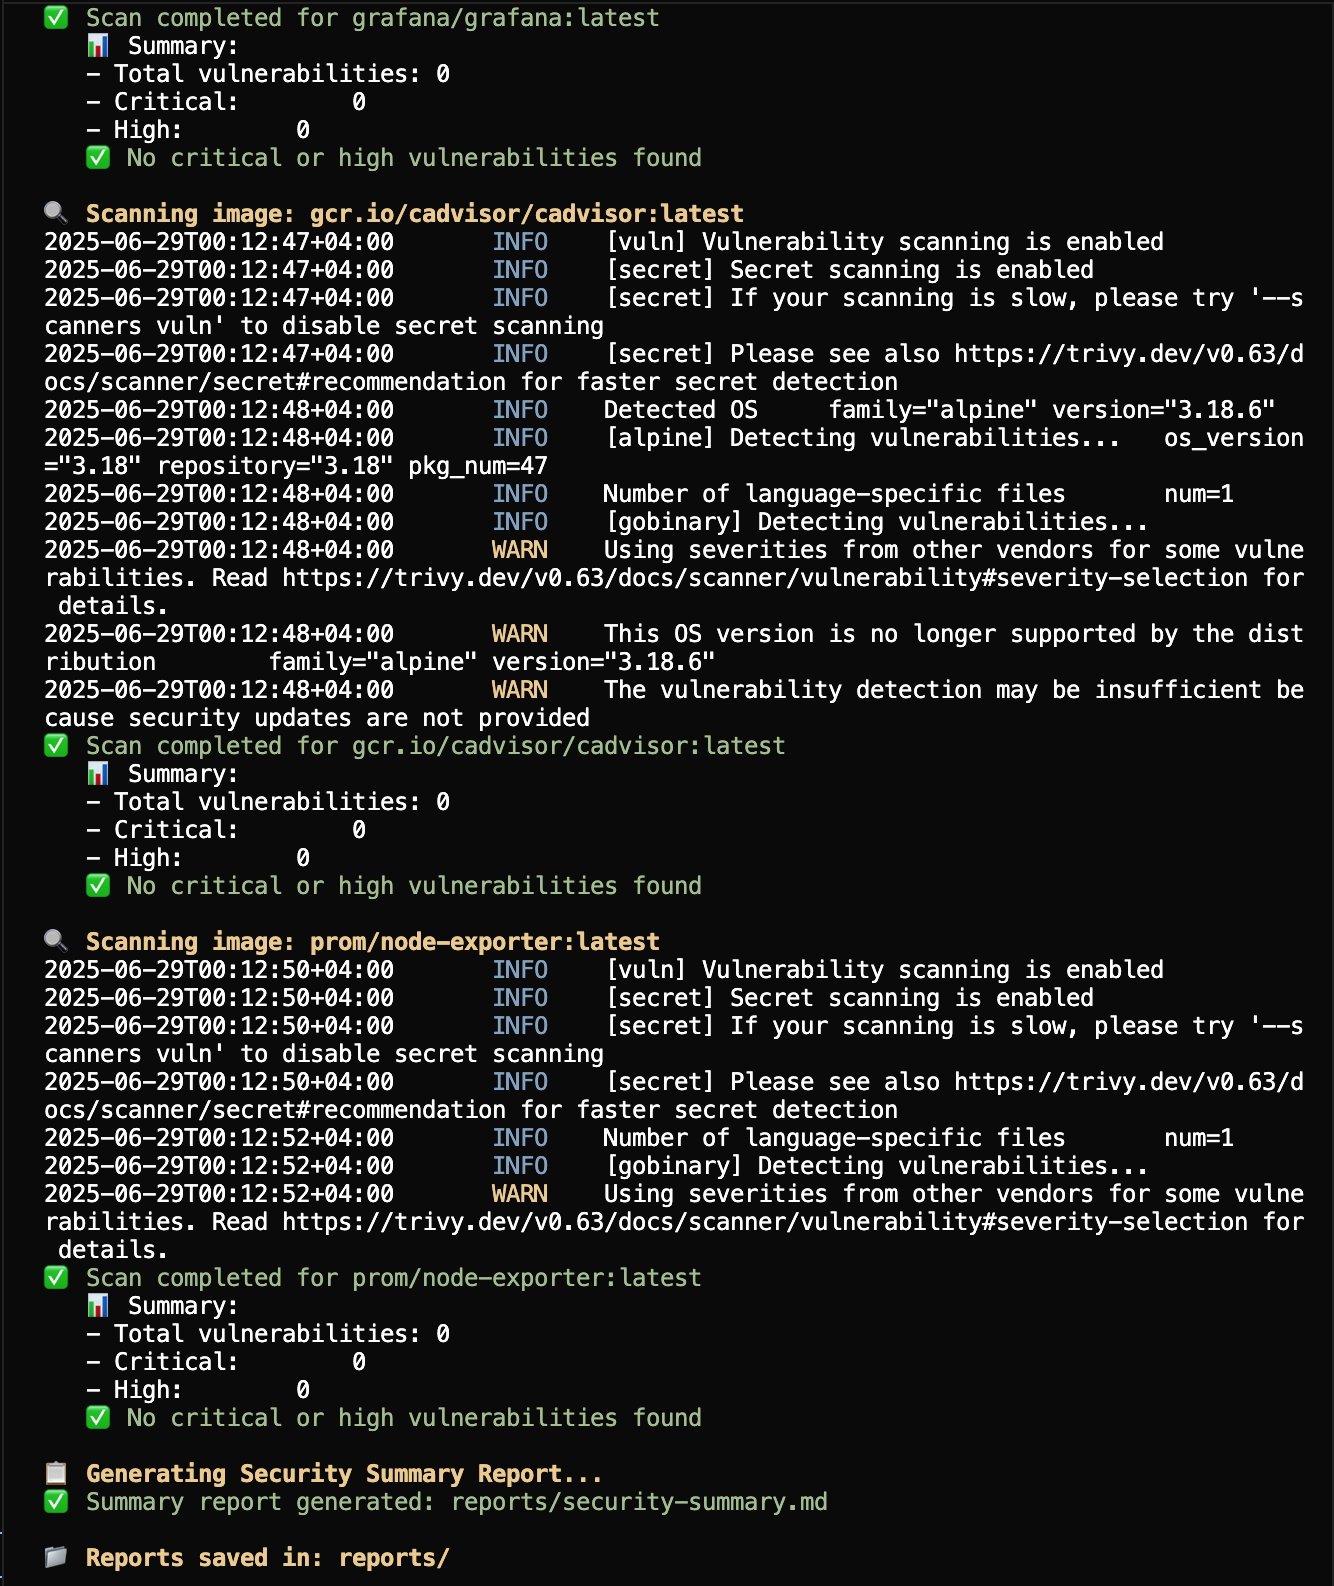 ✅ Scan completed for grafana/grafana:latest
📊 Summary:
- Total vulnerabilities: 0
- Critical: 0
- High: 0
✅ No critical or high vulnerabilities found
🔍 Scanning image: gcr.io/cadvisor/cadvisor:latest
2025-06-29T00:12:47+04:00 INFO [vuln] Vulnerability scanning is enabled
2025-06-29T00:12:47+04:00 INFO [secret] Secret scanning is enabled
2025-06-29T00:12:47+04:00 INFO [secret] If your scanning is slow, please try '--s
canners vuln' to disable secret scanning
2025-06-29T00:12:47+04:00 INFO [secret] Please see also https://trivy.dev/v0.63/d
ocs/scanner/secret#recommendation for faster secret detection
2025-06-29T00:12:48+04:00 INFO Detected OS family="alpine" version="3.18.6"
2025-06-29T00:12:48+04:00 INFO [alpine] Detecting vulnerabilities... os_version
="3.18" repository="3.18" pkg_num=47
2025-06-29T00:12:48+04:00 INFO Number of language-specific files num=1
2025-06-29T00:12:48+04:00 INFO [gobinary] Detecting vulnerabilities...
2025-06-29T00:12:48+04:00 WARN Using severities from other vendors for some vulne
rabilities. Read https://trivy.dev/v0.63/docs/scanner/vulnerability#severity-selection for
details.
2025-06-29T00:12:48+04:00 WARN This OS version is no longer supported by the dist
ribution family="alpine" version="3.18.6"
2025-06-29T00:12:48+04:00 WARN The vulnerability detection may be insufficient be
cause security updates are not provided
✅ Scan completed for gcr.io/cadvisor/cadvisor:latest
📊 Summary:
- Total vulnerabilities: 0
- Critical: 0
- High: 0
✅ No critical or high vulnerabilities found
🔍 Scanning image: prom/node-exporter:latest
2025-06-29T00:12:50+04:00 INFO [vuln] Vulnerability scanning is enabled
2025-06-29T00:12:50+04:00 INFO [secret] Secret scanning is enabled
2025-06-29T00:12:50+04:00 INFO [secret] If your scanning is slow, please try '--s
canners vuln' to disable secret scanning
2025-06-29T00:12:50+04:00 INFO [secret] Please see also https://trivy.dev/v0.63/d
ocs/scanner/secret#recommendation for faster secret detection
2025-06-29T00:12:52+04:00 INFO Number of language-specific files num=1
2025-06-29T00:12:52+04:00 INFO [gobinary] Detecting vulnerabilities...
2025-06-29T00:12:52+04:00 WARN Using severities from other vendors for some vulne
rabilities. Read https://trivy.dev/v0.63/docs/scanner/vulnerability#severity-selection for
details.
✅ Scan completed for prom/node-exporter:latest
📊 Summary:
- Total vulnerabilities: 0
- Critical: 0
- High: 0
✅ No critical or high vulnerabilities found
📋 Generating Security Summary Report...
✅ Summary report generated: reports/security-summary.md
📁 Reports saved in: reports/